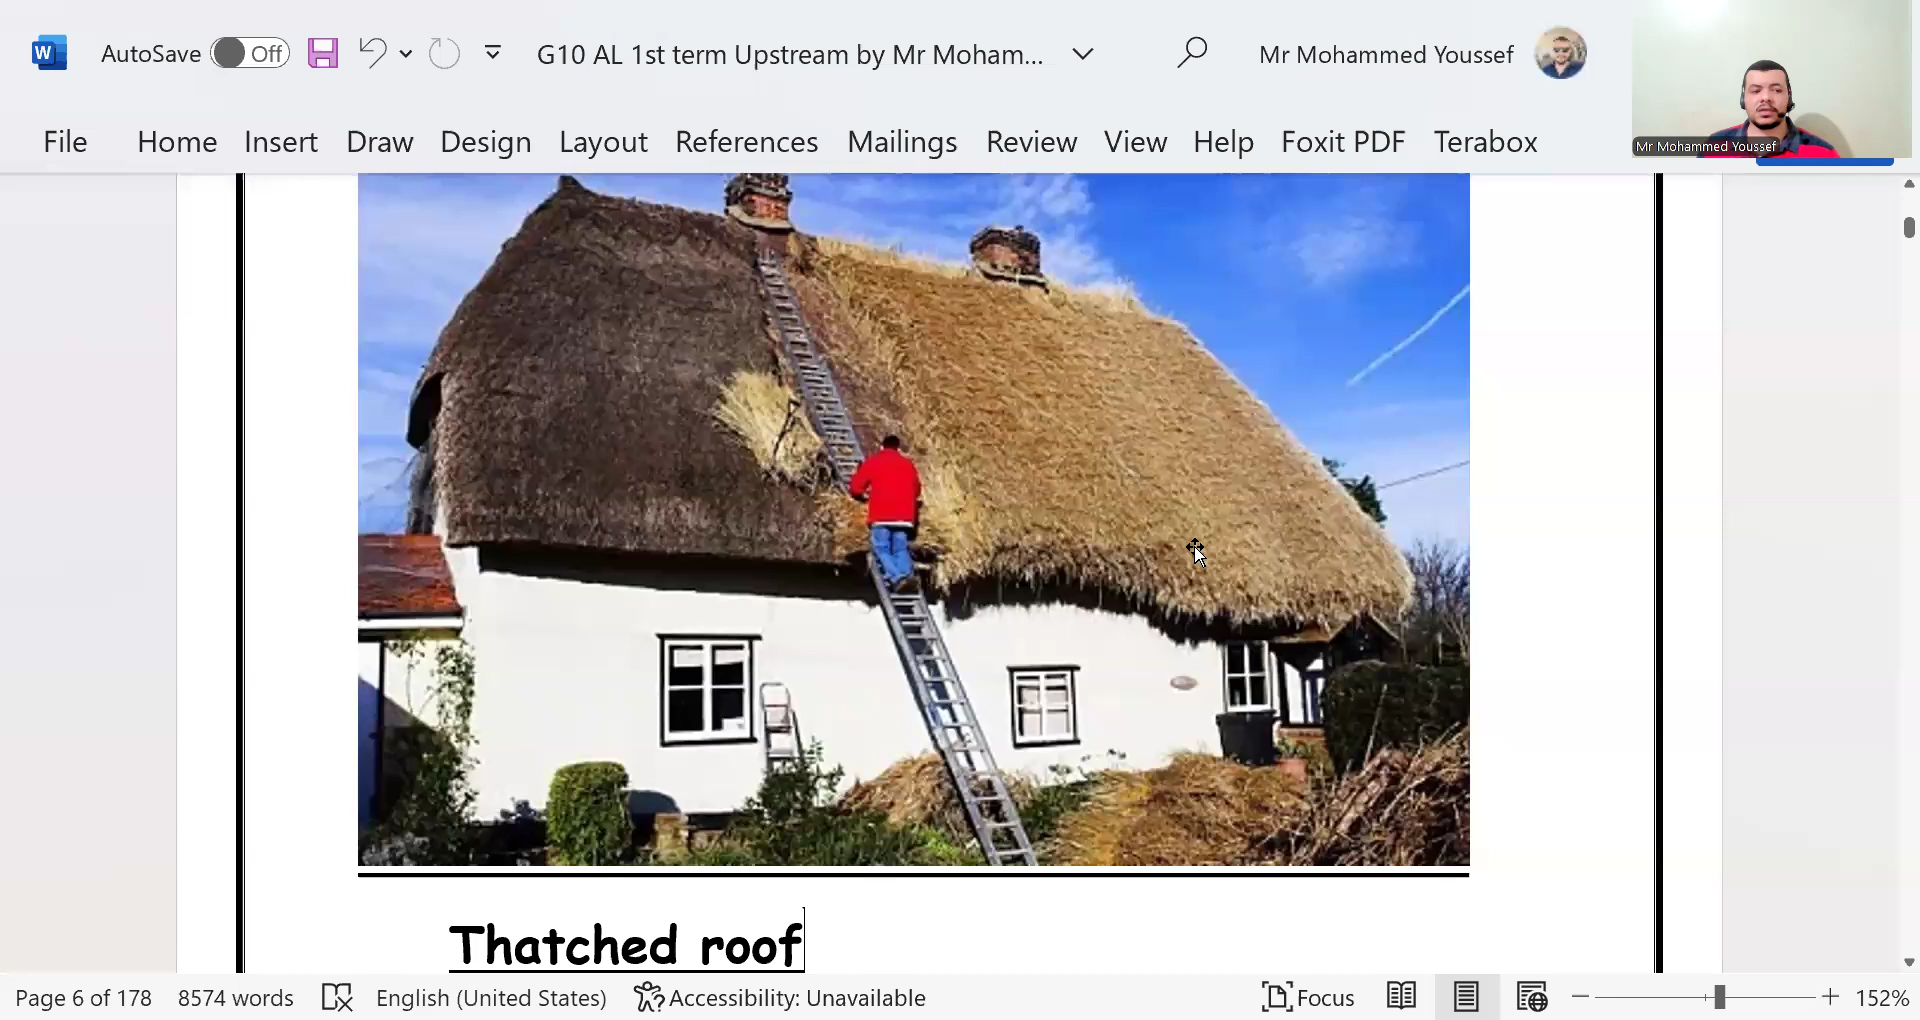 W
AutoSave Off
G10 AL 1st term Upstream by Mr Moham...
Mr Mohammed Youssef
File Home Insert Draw Design Layout References Mailings Review View Help Foxit PDF Terabox
Mr Mohammed Youssef
Thatched roof
Page 6 of 178 8574 words English (United States) Accessibility: Unavailable Focus 152%